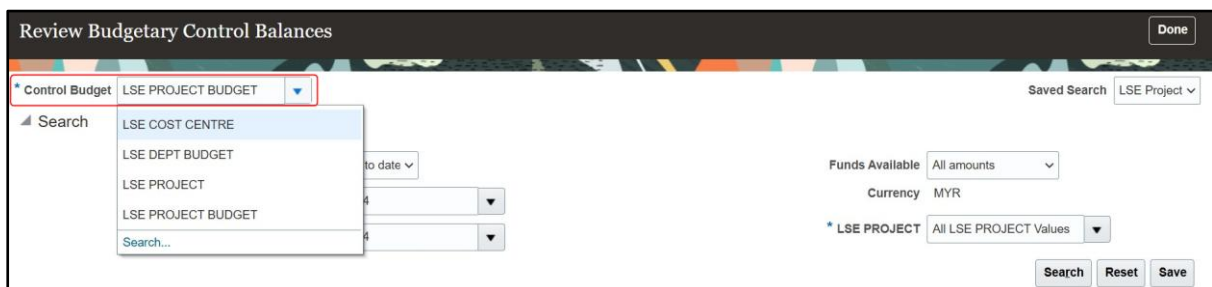 Review Budgetary Control Balances Done
* Control Budget LSE PROJECT BUDGET Saved Search LSE Project
Search
LSE COST CENTRE
LSE DEPT BUDGET
LSE PROJECT
LSE PROJECT BUDGET
Search...
to date Funds Available All amounts
4 Currency MYR
4 * LSE PROJECT All LSE PROJECT Values
Search Reset Save